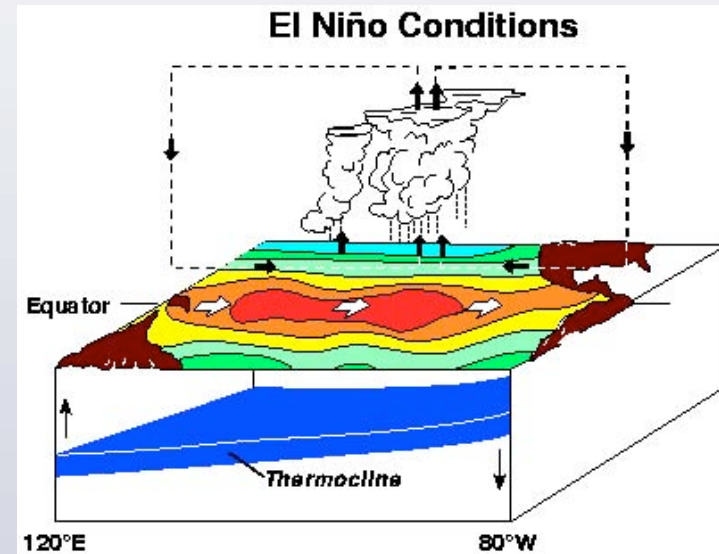 El Niño Conditions
Equator
Thermocline
120°E
80°W